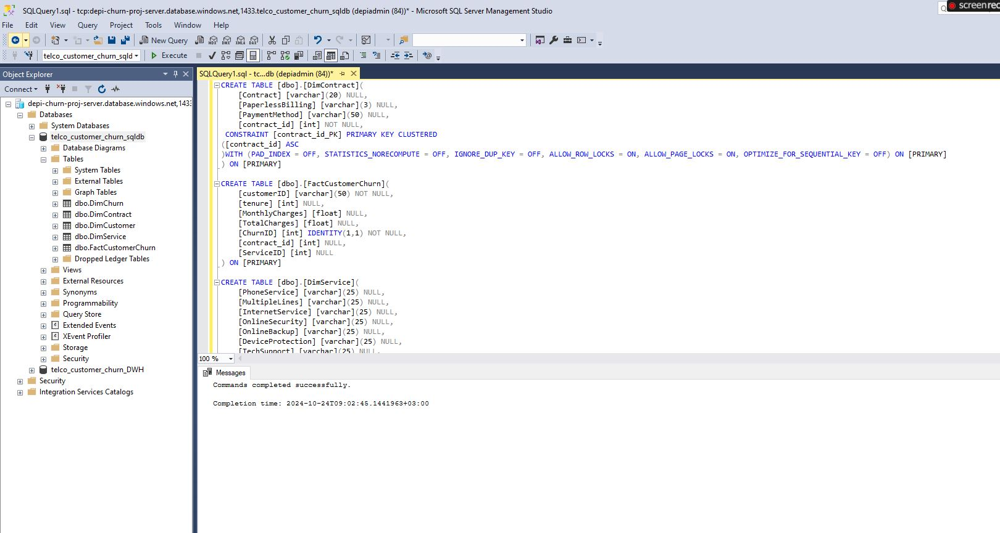 SQLQuery1.sql - tcp:depi-churn-proj-server.database.windows.net,1433.telco_customer_churn_sqldb (depiadmin (84))* - Microsoft SQL Server Management Studio
screenrec
File Edit View Query Project Tools Window Help
New Query MDX DMX XMLA DAX
telco_customer_churn_sqld Execute
Object Explorer
Connect
depi-churn-proj-server.database.windows.net,1433
Databases
System Databases
telco_customer_churn_sqldb
Database Diagrams
Tables
System Tables
External Tables
Graph Tables
dbo.DimChurn
dbo.DimContract
dbo.DimCustomer
dbo.DimService
dbo.FactCustomerChurn
Dropped Ledger Tables
Views
External Resources
Synonyms
Programmability
Query Store
Extended Events
XEvent Profiler
Storage
Security
telco_customer_churn_DWH
Security
Integration Services Catalogs
SQLQuery1.sql - tc...db (depiadmin (84))*
CREATE TABLE [dbo].[DimContract](
[Contract] [varchar](20) NULL,
[PaperlessBilling] [varchar](3) NULL,
[PaymentMethod] [varchar](50) NULL,
[contract_id] [int] NOT NULL,
CONSTRAINT [contract_id_PK] PRIMARY KEY CLUSTERED
([contract_id] ASC
)WITH (PAD_INDEX = OFF, STATISTICS_NORECOMPUTE = OFF, IGNORE_DUP_KEY = OFF, ALLOW_ROW_LOCKS = ON, ALLOW_PAGE_LOCKS = ON, OPTIMIZE_FOR_SEQUENTIAL_KEY = OFF) ON [PRIMARY]
) ON [PRIMARY]
CREATE TABLE [dbo].[FactCustomerChurn](
[customerID] [varchar](50) NOT NULL,
[tenure] [int] NULL,
[MonthlyCharges] [float] NULL,
[TotalCharges] [float] NULL,
[ChurnID] [int] IDENTITY(1,1) NOT NULL,
[contract_id] [int] NULL,
[ServiceID] [int] NULL
) ON [PRIMARY]
CREATE TABLE [dbo].[DimService](
[PhoneService] [varchar](25) NULL,
[MultipleLines] [varchar](25) NULL,
[InternetService] [varchar](25) NULL,
[OnlineSecurity] [varchar](25) NULL,
[OnlineBackup] [varchar](25) NULL,
[DeviceProtection] [varchar](25) NULL,
[TechSupport] [varchar](25) NULL,
100 %
Messages
Commands completed successfully.
Completion time: 2024-10-24T09:02:45.1441963+03:00